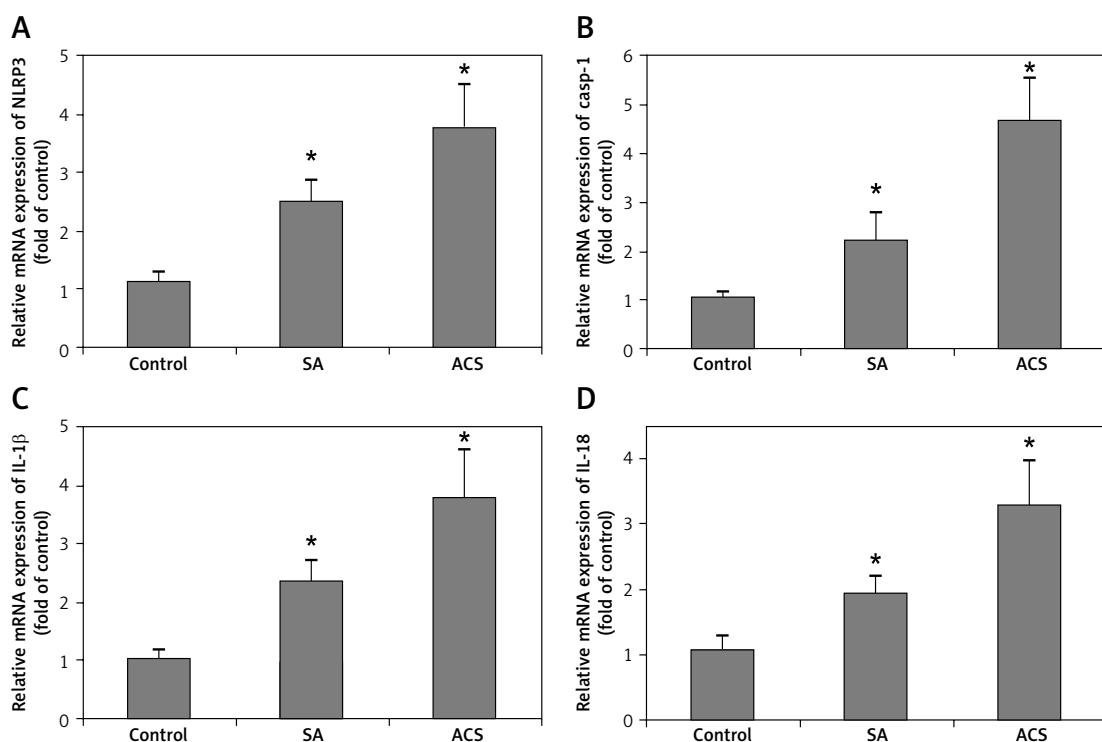 A
Relative mRNA expression of NLRP3
(fold of control)
5
4
3
2
1
0
*
*
Control
SA
ACS
B
Relative mRNA expression of casp-1
(fold of control)
6
5
4
3
2
1
0
*
*
Control
SA
ACS
C
Relative mRNA expression of IL-1β
(fold of control)
5
4
3
2
1
0
*
*
Control
SA
ACS
D
Relative mRNA expression of IL-18
(fold of control)
4
3
2
1
0
*
*
Control
SA
ACS